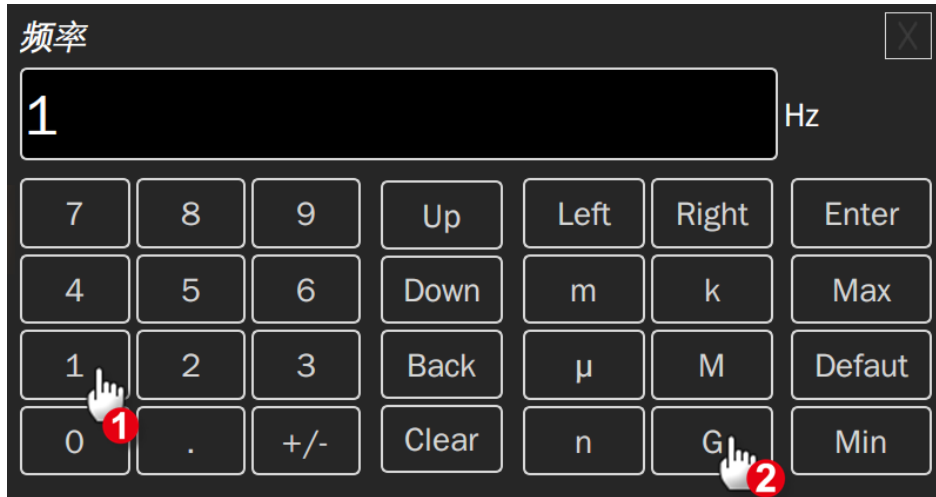 频率 X
1 Hz
7 8 9 Up Left Right Enter
4 5 6 Down m k Max
1 2 3 Back μ M Defaut
0 . +/- Clear n G Min
1
2